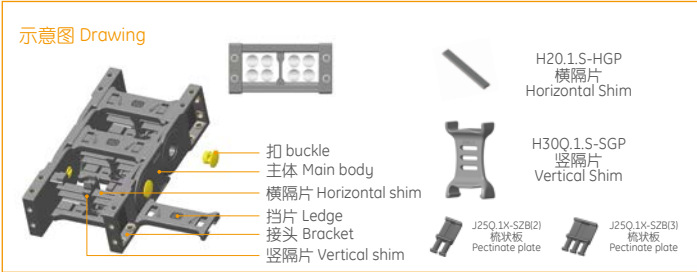 示意图 Drawing
扣 buckle
主体 Main body
横隔片 Horizontal shim
挡片 Ledge
接头 Bracket
竖隔片 Vertical shim
H20.1.S-HGP
横隔片
Horizontal Shim
H30Q.1.S-SGP
竖隔片
Vertical Shim
J25Q.1X-SZB(2)
梳状板
Pectinate plate
J25Q.1X-SZB(3)
梳状板
Pectinate plate